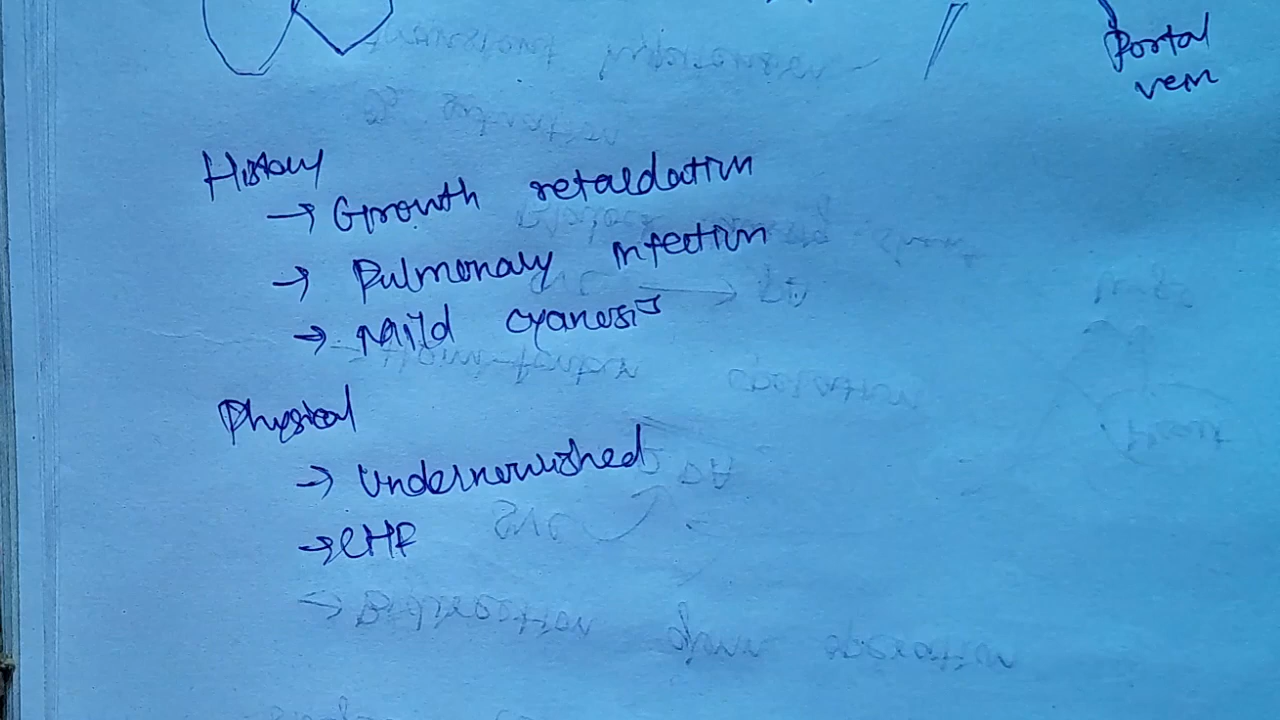 Portal
vein
History
→ Growth retardation
→ Pulmonary infection
→ Mild cyanosis
Physical
→ Undernourished
→ CHF